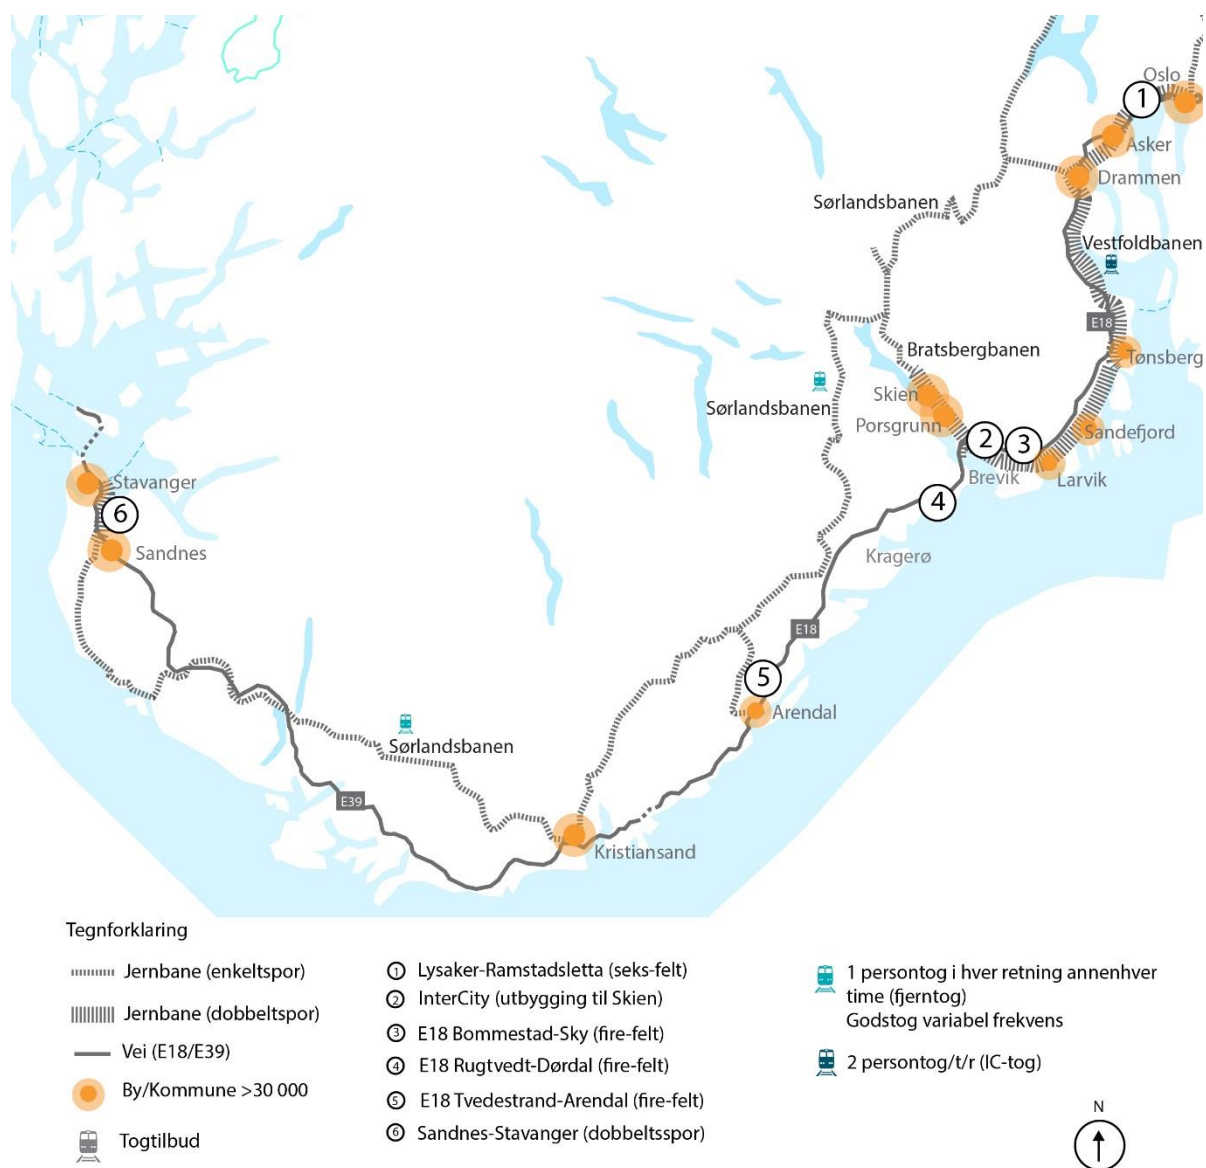 Oslo
1
Asker
Drammen
Sørlandsbanen
Vestfoldbanen
E18
Tønsberg
Bratsbergbanen
Skien
Sørlandsbanen
Porsgrunn
2
3
Sandefjord
Brevik
Larvik
Stavanger
4
6
Sandnes
Kragerø
E18
5
Arendal
Sørlandsbanen
E39
Kristiansand
Tegnforklaring
Jernbane (enkeltspor)
Jernbane (dobbeltspor)
Vei (E18/E39)
By/Kommune >30 000
Togtilbud
1 Lysaker-Ramstadsletta (seks-felt)
2 InterCity (utbygging til Skien)
3 E18 Bommestad-Sky (fire-felt)
4 E18 Rugtvedt-Dørdal (fire-felt)
5 E18 Tvedestrand-Arendal (fire-felt)
6 Sandnes-Stavanger (dobbeltsspor)
1 persontog i hver retning annenhver
time (fjerntog)
Godstog variabel frekvens
2 persontog/t/r (IC-tog)
N